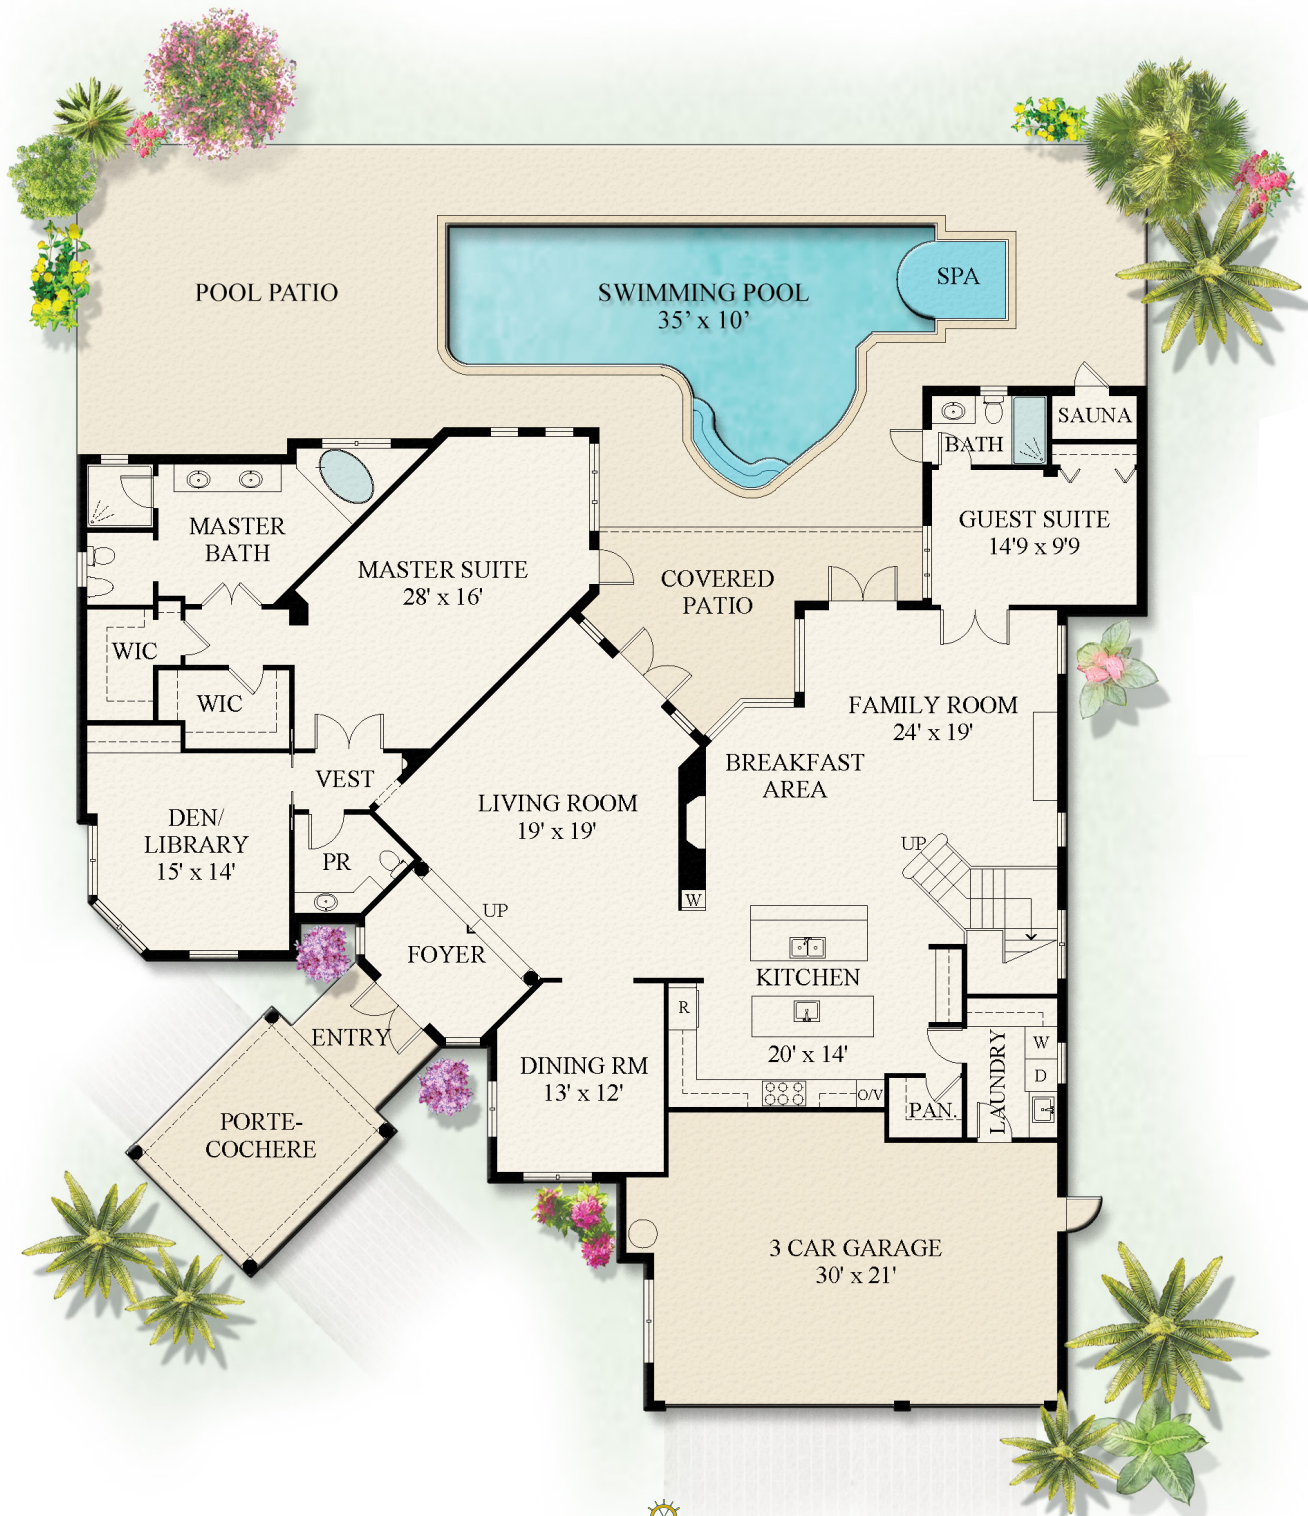 POOL PATIO
SWIMMING POOL
35’ x 10’
SPA
SAUNA
BATH
GUEST SUITE
14'9 x 9'9
MASTER
BATH
MASTER SUITE
28' x 16'
COVERED
PATIO
WIC
WIC
FAMILY ROOM
24' x 19'
BREAKFAST
AREA
VEST
LIVING ROOM
19' x 19'
DEN/
LIBRARY
15' x 14'
PR
UP
W
UP
FOYER
KITCHEN
20' x 14'
R
ENTRY
DINING RM
13' x 12'
O/V
PAN.
LAUNDRY
W
D
PORTE-
COCHERE
3 CAR GARAGE
30' x 21'